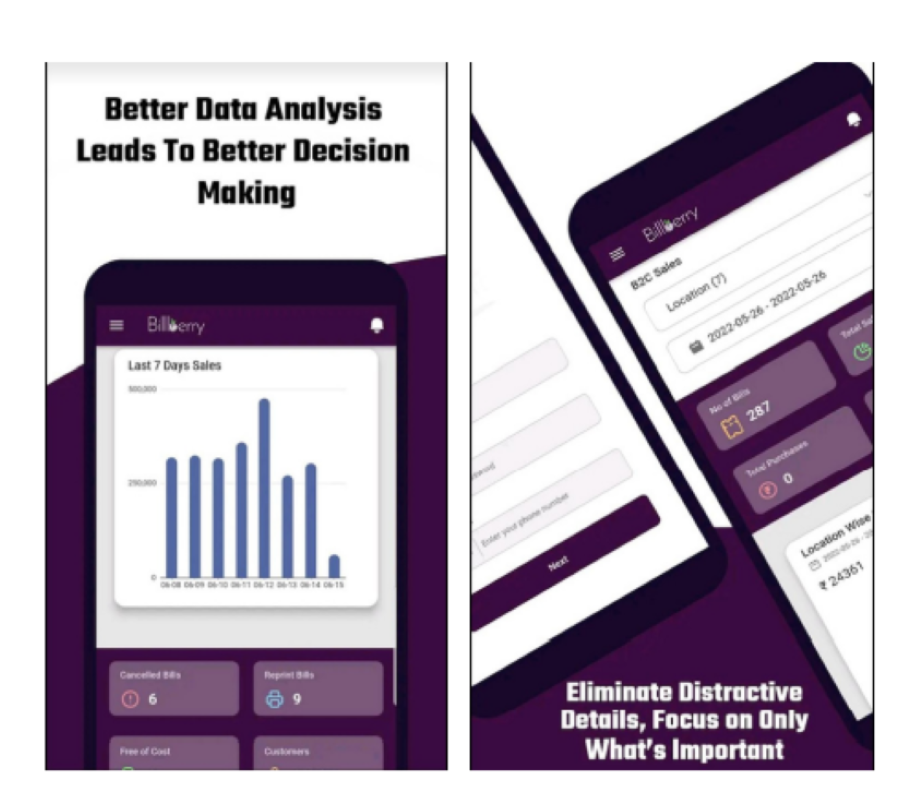 Better Data Analysis
Leads To Better Decision
Making
Billberry
Last 7 Days Sales
500,000
250,000
0
06-08 06-09 06-10 06-11 06-12 06-13 06-14 06-15
Cancelled Bills
6
Reprint Bills
9
Free of Cost
Customers
Enter your phone number
Next
Billberry
B2C Sales
Location (7)
2022-05-26 - 2022-05-26
No of Bills
287
Total
Total Purchases
0
Location Wise
₹ 24361
Eliminate Distractive
Details, Focus on Only
What's Important